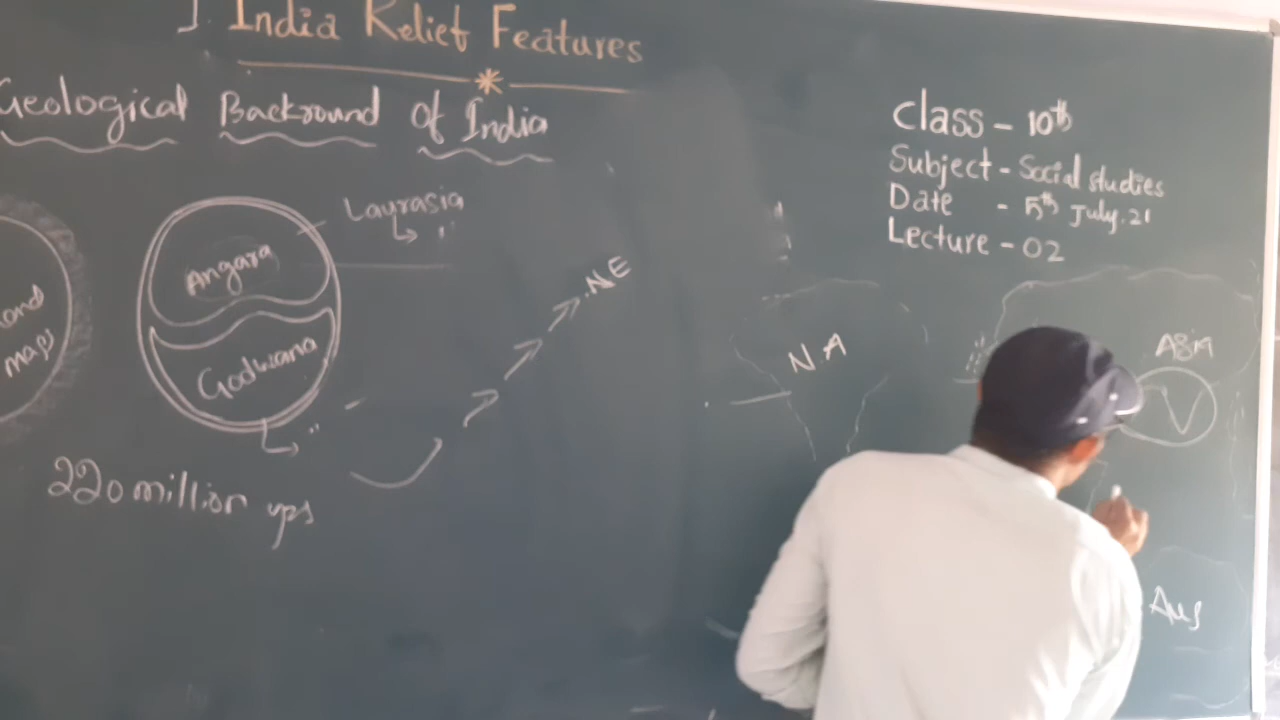 1. India Relief Features
Geological Backround of India
Class - 10th
Subject - Social studies
Date - 5th July.21
Lecture - 02
Laurasia
Angara
Godwana
NE
N.A
Asia
Aus
220 million yrs